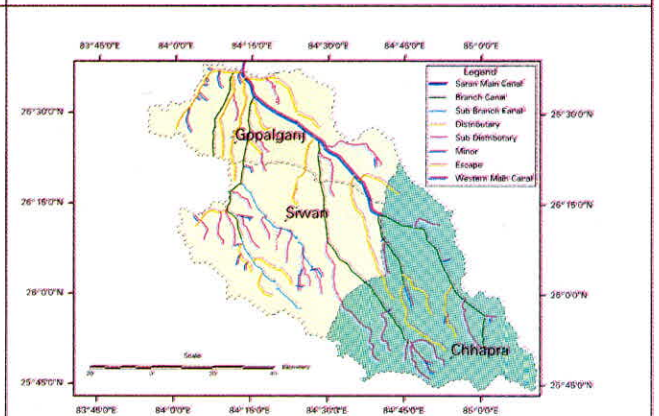 83°45'0"E 84°0'0"E 84°15'0"E 84°30'0"E 84°45'0"E 85°0'0"E
Legend
Saran Main Canal
Branch Canal
Sub Branch Canal
Distributary
Sub Distributary
Minor
Escape
Western Main Canal
26°30'0"N 26°30'0"N
Gopalganj
26°15'0"N 26°15'0"N
Siwan
26°0'0"N 26°0'0"N
Chhapra
Scale
Kilometers
25°45'0"N 25°45'0"N
83°45'0"E 84°0'0"E 84°15'0"E 84°30'0"E 84°45'0"E 85°0'0"E